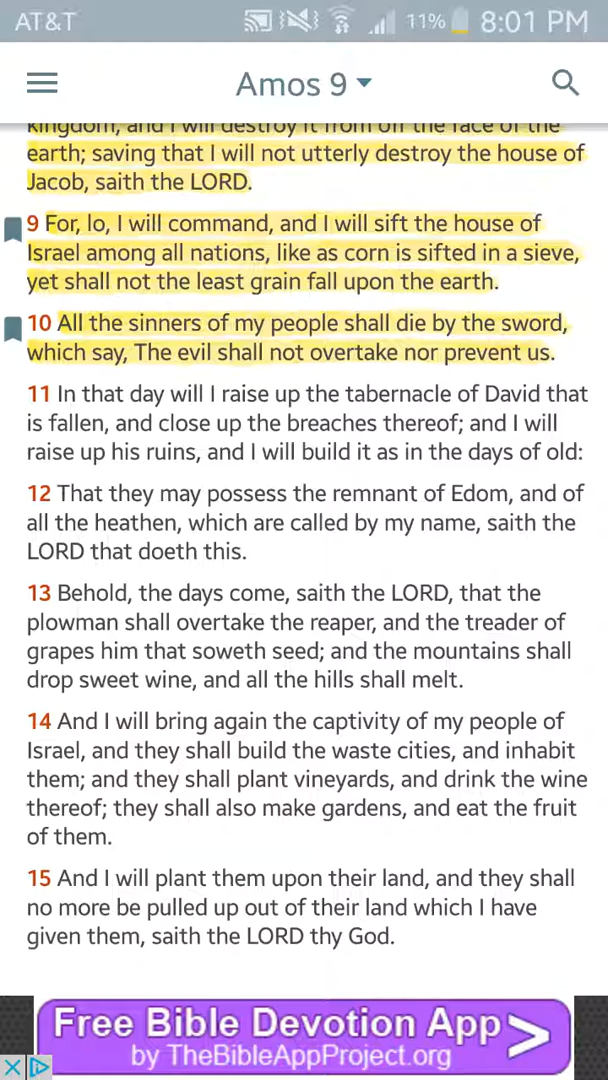 AT&T 11% 8:01 PM
Amos 9
kingdom, and I will destroy it from off the face of the
earth; saving that I will not utterly destroy the house of
Jacob, saith the LORD.
9 For, lo, I will command, and I will sift the house of
Israel among all nations, like as corn is sifted in a sieve,
yet shall not the least grain fall upon the earth.
10 All the sinners of my people shall die by the sword,
which say, The evil shall not overtake nor prevent us.
11 In that day will I raise up the tabernacle of David that
is fallen, and close up the breaches thereof; and I will
raise up his ruins, and I will build it as in the days of old:
12 That they may possess the remnant of Edom, and of
all the heathen, which are called by my name, saith the
LORD that doeth this.
13 Behold, the days come, saith the LORD, that the
plowman shall overtake the reaper, and the treader of
grapes him that soweth seed; and the mountains shall
drop sweet wine, and all the hills shall melt.
14 And I will bring again the captivity of my people of
Israel, and they shall build the waste cities, and inhabit
them; and they shall plant vineyards, and drink the wine
thereof; they shall also make gardens, and eat the fruit
of them.
15 And I will plant them upon their land, and they shall
no more be pulled up out of their land which I have
given them, saith the LORD thy God.
Free Bible Devotion App >
by TheBibleAppProject.org